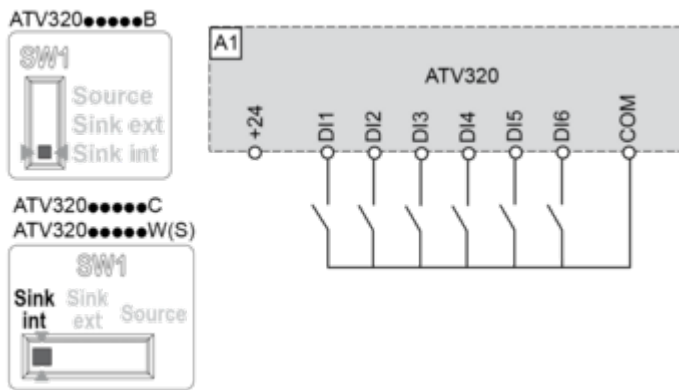 ATV320●●●●●B
SW1
Source
Sink ext
Sink int
ATV320●●●●●C
ATV320●●●●●W(S)
SW1
Sink int
Sink ext
Source
A1
ATV320
+24
DI1
DI2
DI3
DI4
DI5
DI6
COM